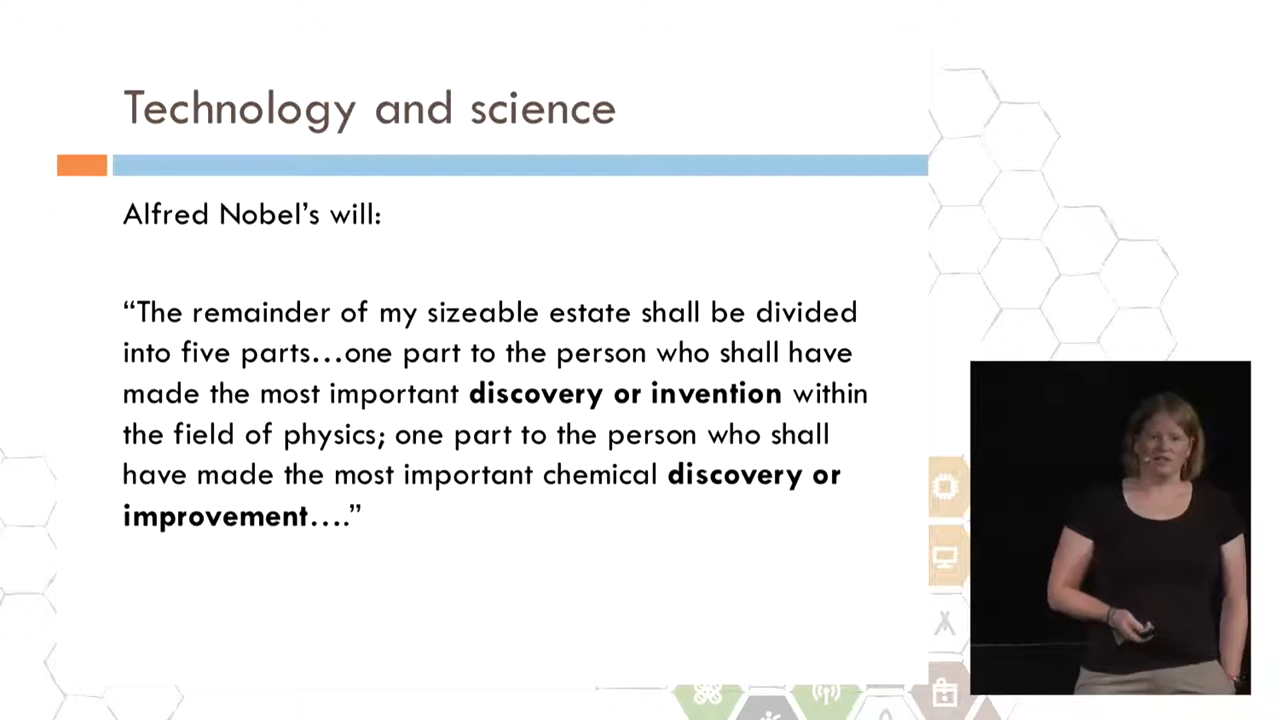 Technology and science
Alfred Nobel’s will:
“The remainder of my sizeable estate shall be divided
into five parts…one part to the person who shall have
made the most important discovery or invention within
the field of physics; one part to the person who shall
have made the most important chemical discovery or
improvement….”